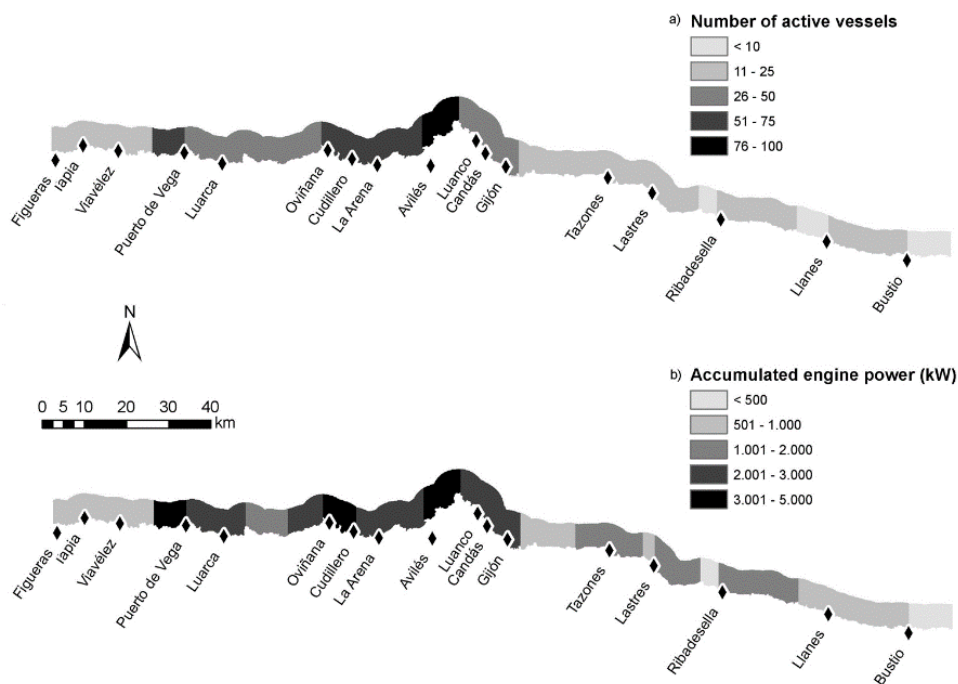 a) Number of active vessels
< 10
11 - 25
26 - 50
51 - 75
76 - 100
Figueras
Iapia
Viavélez
Puerto de Vega
Luarca
Oviñana
Cudillero
La Arena
Avilés
Luanco
Candás
Gijón
Tazones
Lastres
Ribadesella
Llanes
Bustio
N
0 5 10 20 30 40
km
b) Accumulated engine power (kW)
< 500
501 - 1.000
1.001 - 2.000
2.001 - 3.000
3.001 - 5.000
Figueras
Iapia
Viavélez
Puerto de Vega
Luarca
Oviñana
Cudillero
La Arena
Avilés
Luanco
Candás
Gijón
Tazones
Lastres
Ribadesella
Llanes
Bustio